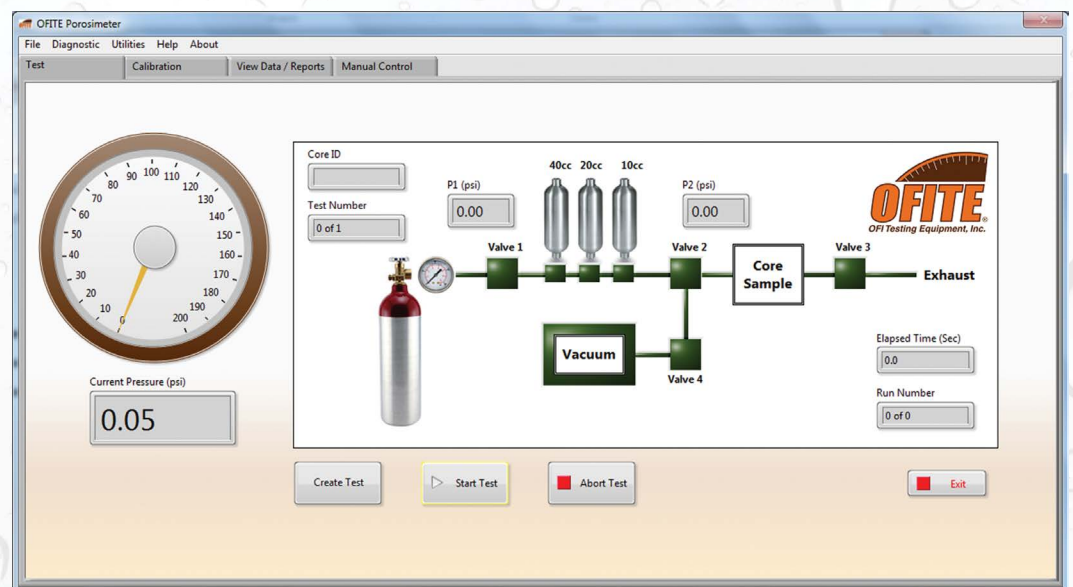 OFITE Porosimeter
File Diagnostic Utilities Help About
Test Calibration View Data / Reports Manual Control
0
10
20
30
40
50
60
70
80
90
100
110
120
130
140
150
160
170
180
190
200
Current Pressure (psi)
0.05
Core ID
Test Number
0 of 1
P1 (psi)
0.00
40cc 20cc 10cc
P2 (psi)
0.00
OFITE®
OFI Testing Equipment, Inc.
Valve 1
Valve 2
Valve 3
Core
Sample
Exhaust
Vacuum
Valve 4
Elapsed Time (Sec)
0.0
Run Number
0 of 0
Create Test
Start Test
Abort Test
Exit